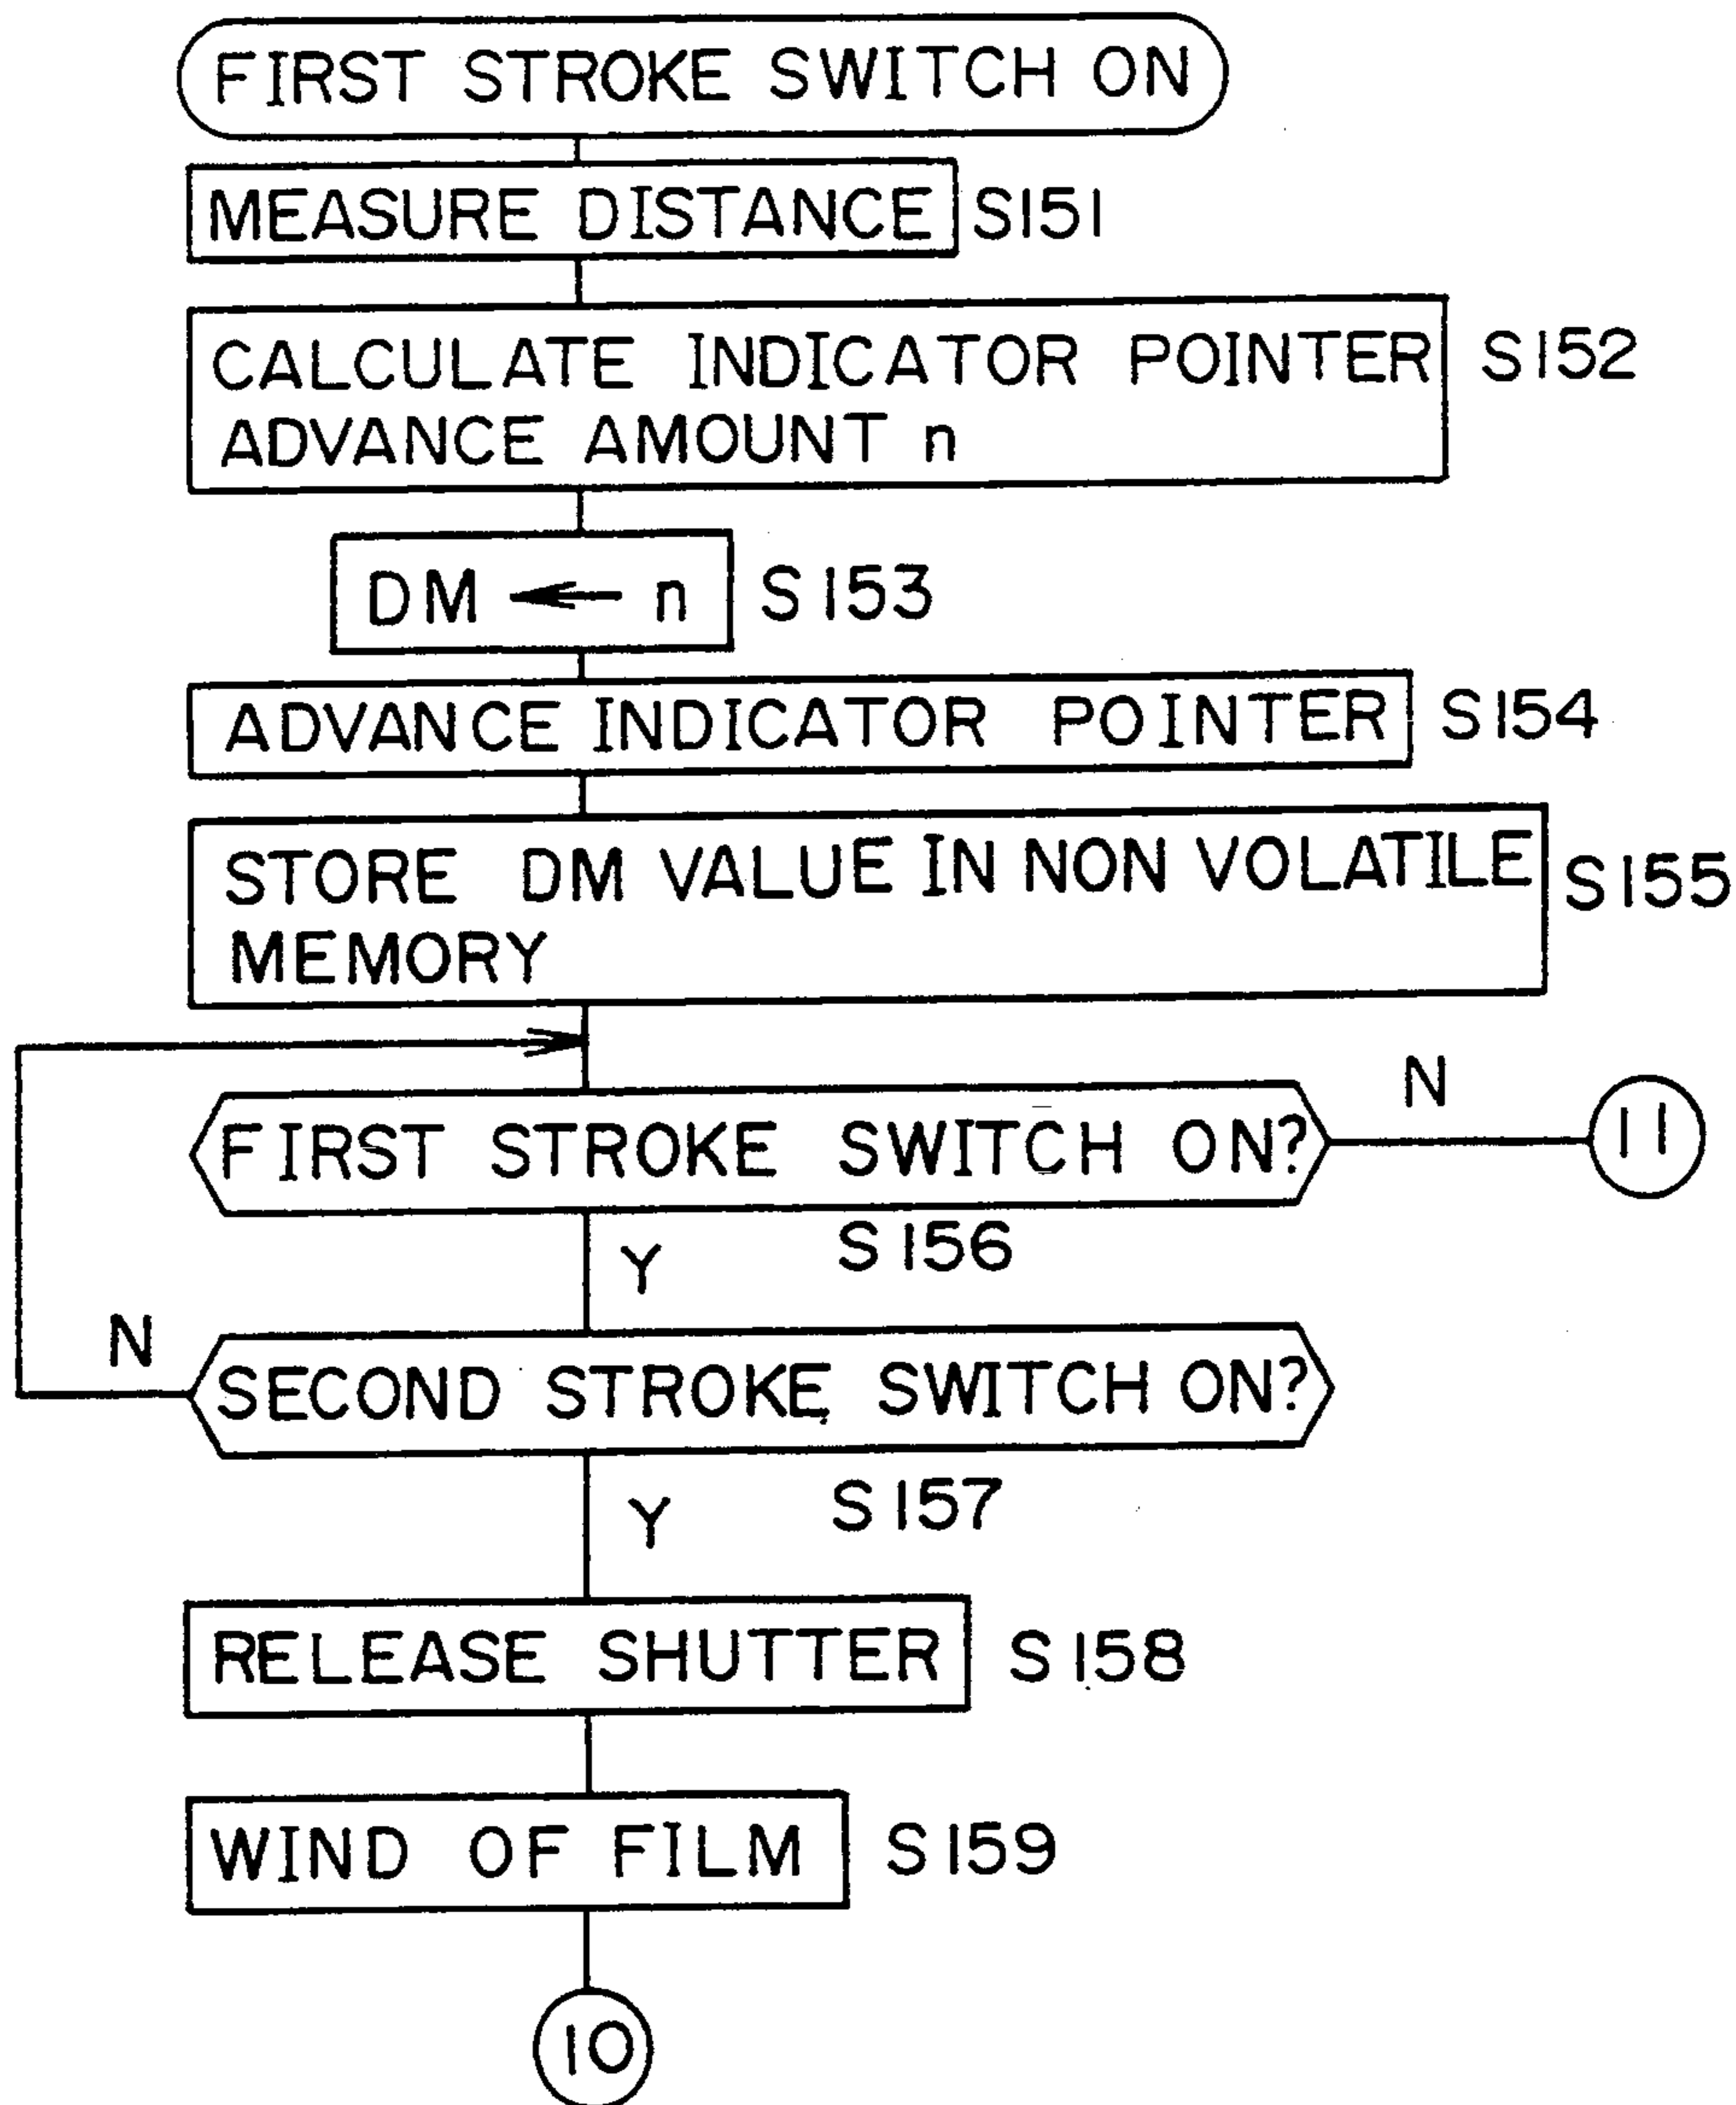 FIRST STROKE SWITCH ON
MEASURE DISTANCE S151
CALCULATE INDICATOR POINTER S152
ADVANCE AMOUNT n
DM ← n S153
ADVANCE INDICATOR POINTER S154
STORE DM VALUE IN NON VOLATILE S155
MEMORY
N
FIRST STROKE SWITCH ON? 11
S156
Y
N
SECOND STROKE SWITCH ON?
S157
Y
RELEASE SHUTTER S158
WIND OF FILM S159
10